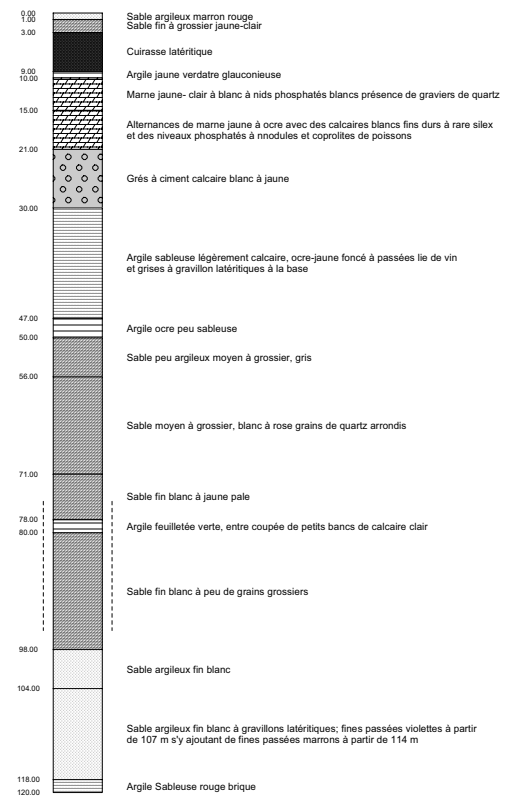 0.00 Sable argileux marron rouge
1.00 Sable fin à grossier jaune-clair
3.00
Cuirasse latéritique
9.00 Argile jaune verdatre glauconieuse
10.00
Marne jaune- clair à blanc à nids phosphatés blancs présence de graviers de quartz
15.00
Alternances de marne jaune à ocre avec des calcaires blancs fins durs à rare silex
et des niveaux phosphatés à nnodules et coprolites de poissons
21.00
Grés à ciment calcaire blanc à jaune
30.00
Argile sableuse légèrement calcaire, ocre-jaune foncé à passées lie de vin
et grises à gravillon latéritiques à la base
47.00
Argile ocre peu sableuse
50.00
Sable peu argileux moyen à grossier, gris
56.00
Sable moyen à grossier, blanc à rose grains de quartz arrondis
71.00
Sable fin blanc à jaune pale
78.00
Argile feuilletée verte, entre coupée de petits bancs de calcaire clair
80.00
Sable fin blanc à peu de grains grossiers
98.00
Sable argileux fin blanc
104.00
Sable argileux fin blanc à gravillons latéritiques; fines passées violettes à partir
de 107 m s'y ajoutant de fines passées marrons à partir de 114 m
118.00
Argile Sableuse rouge brique
120.00